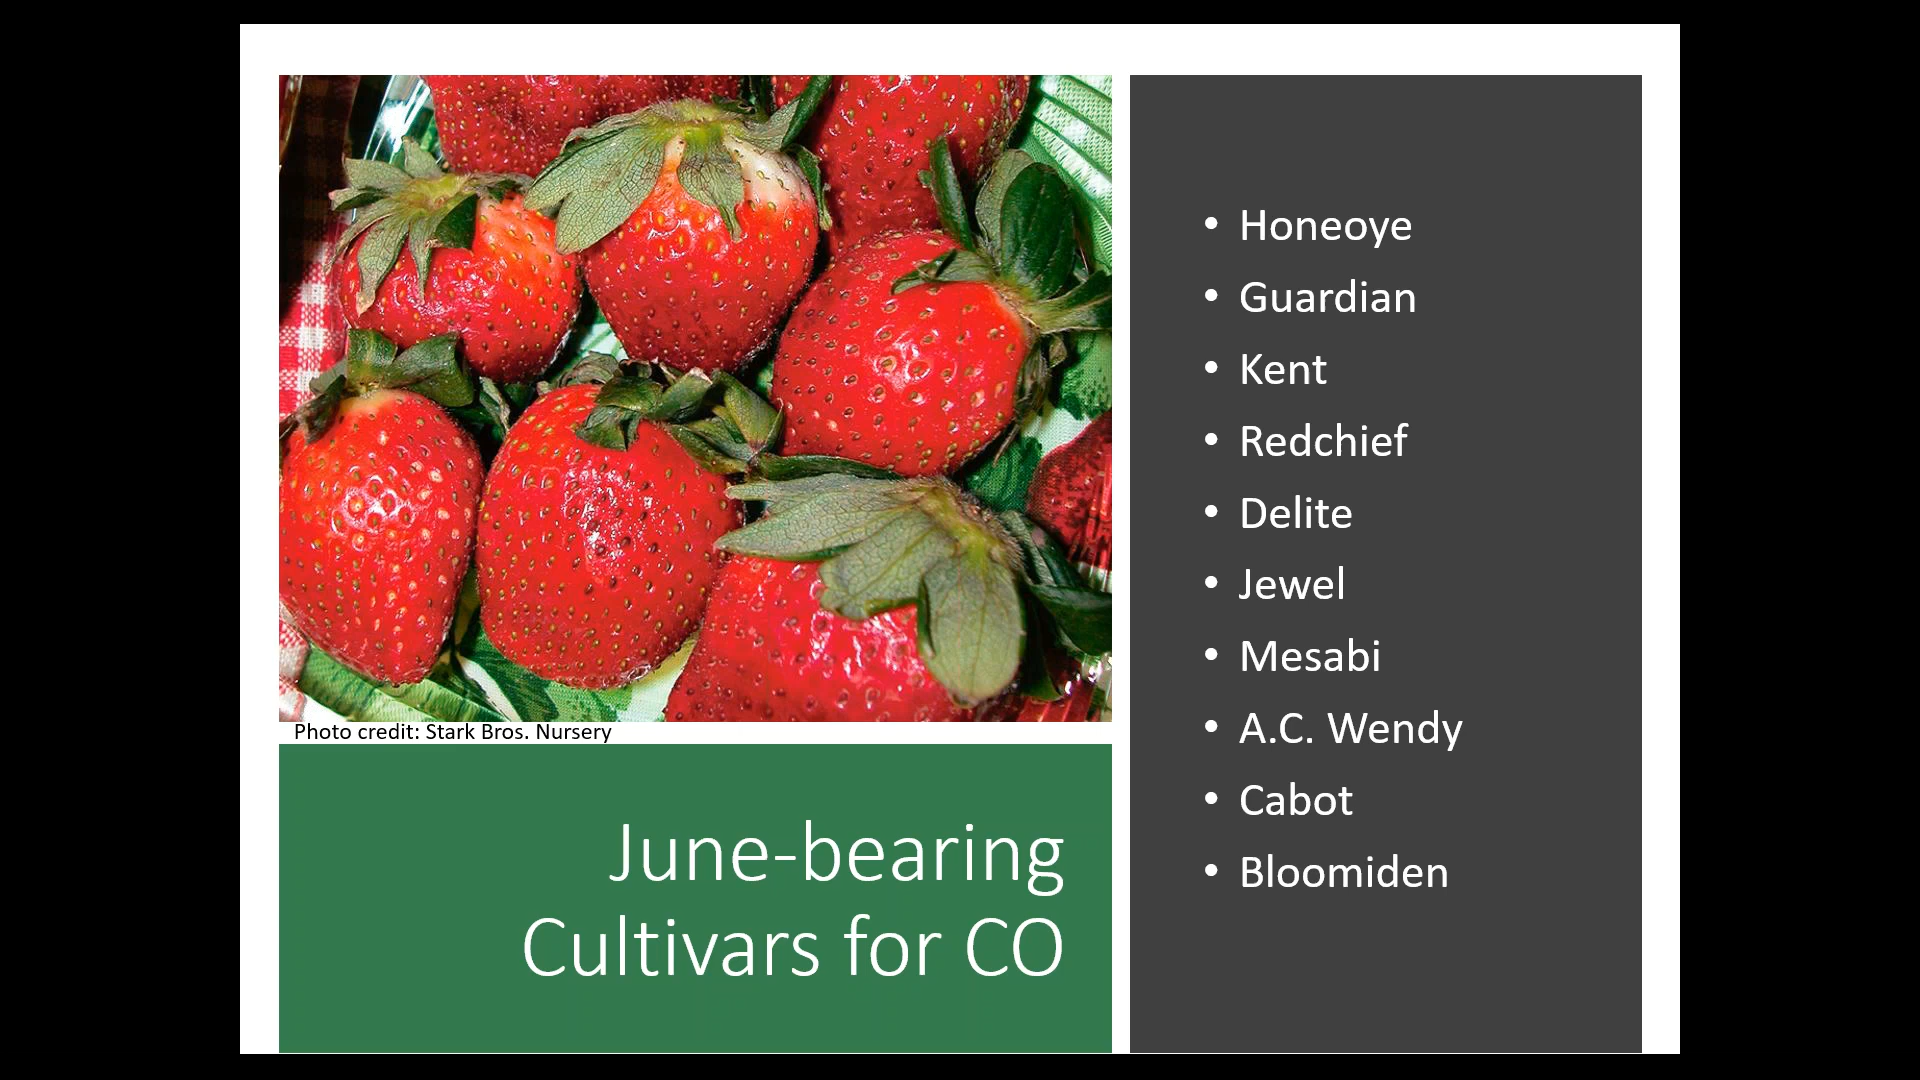 Photo credit: Stark Bros. Nursery
June-bearing
Cultivars for CO
• Honeoye
• Guardian
• Kent
• Redchief
• Delite
• Jewel
• Mesabi
• A.C. Wendy
• Cabot
• Bloomiden